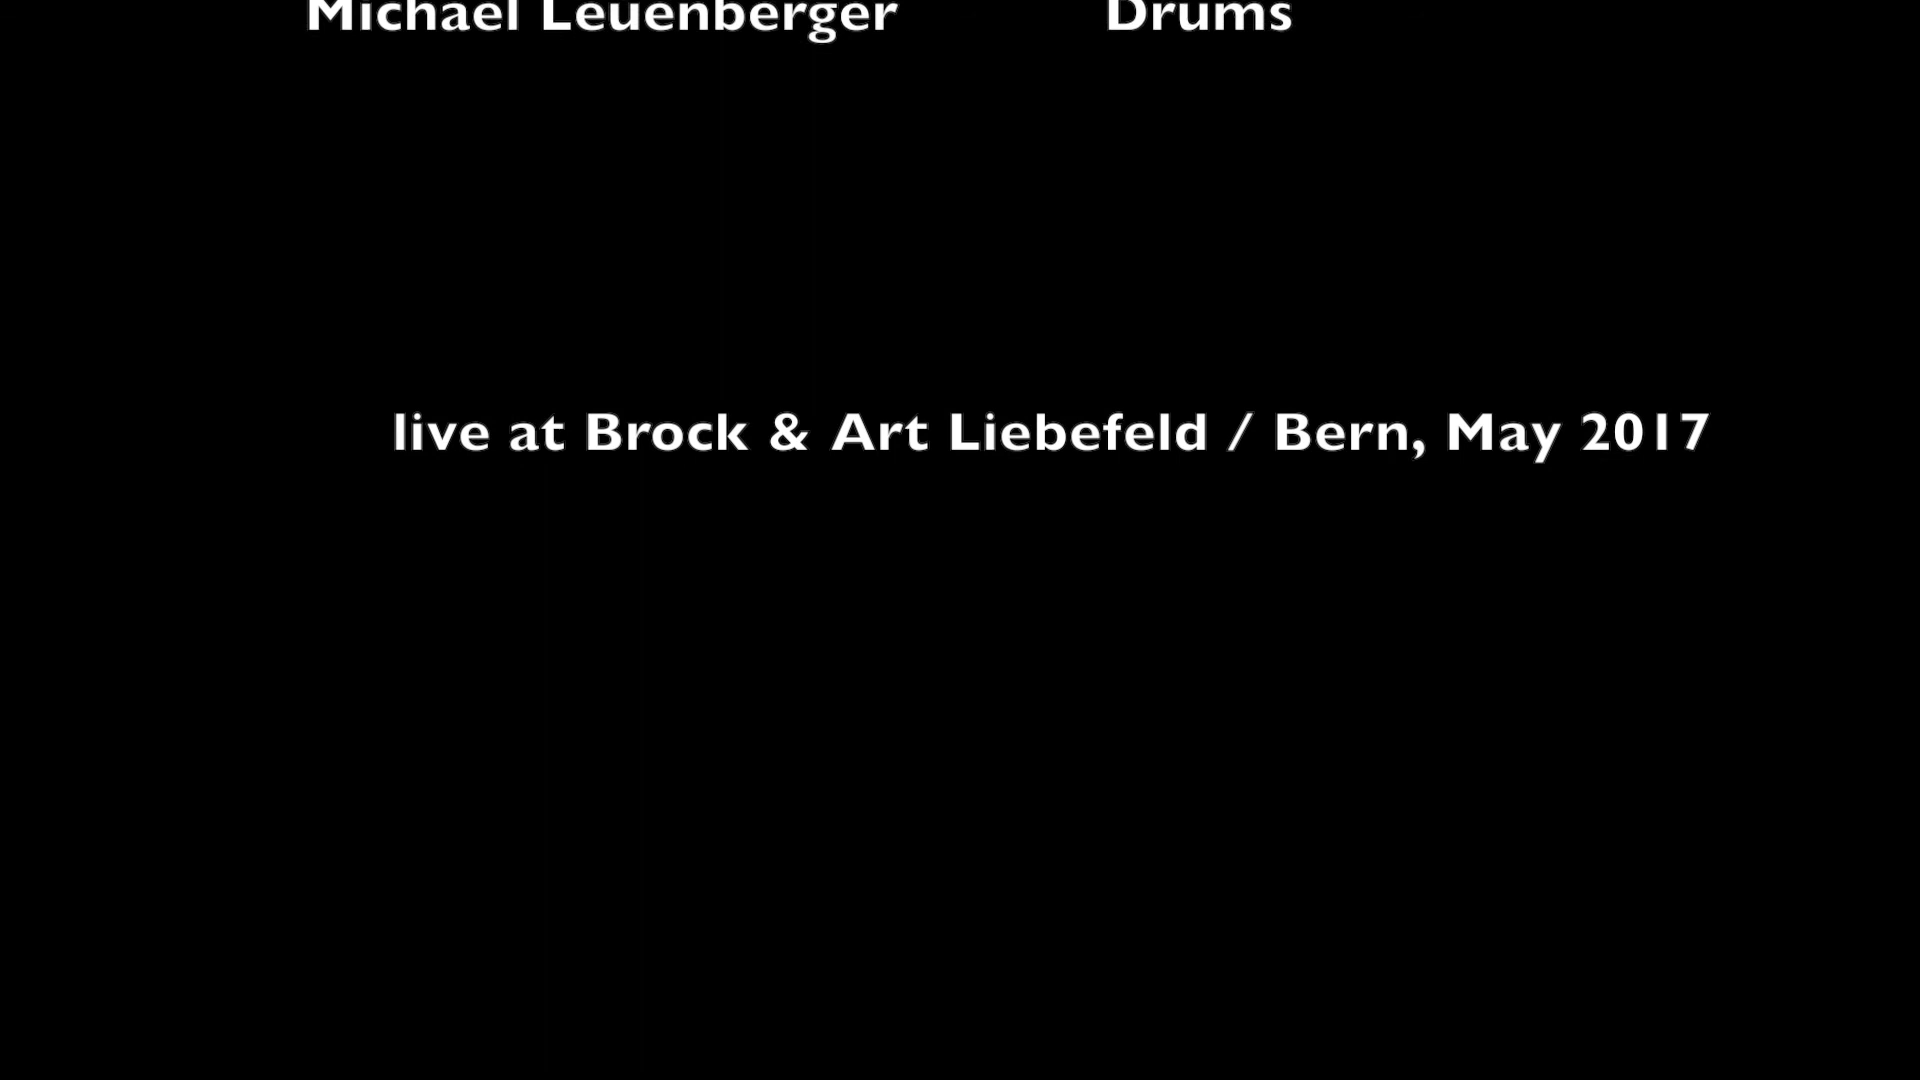 Michael Leuenberger Drums
live at Brock & Art Liebefeld / Bern, May 2017